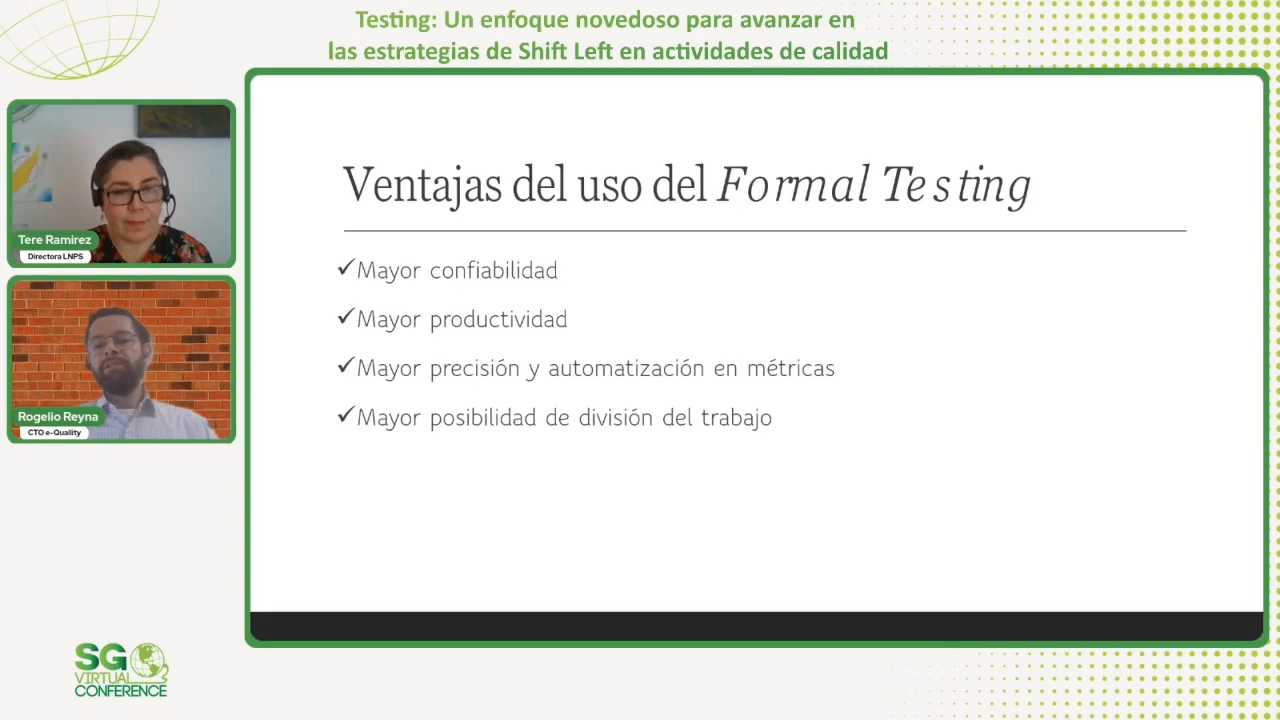 Testing: Un enfoque novedoso para avanzar en
las estrategias de Shift Left en actividades de calidad
Tere Ramirez
Directora LNPS
Rogelio Reyna
CTO e-Quallity
Ventajas del uso del Formal Testing
✓Mayor confiabilidad
✓Mayor productividad
✓Mayor precisión y automatización en métricas
✓Mayor posibilidad de división del trabajo
SG
VIRTUAL
CONFERENCE